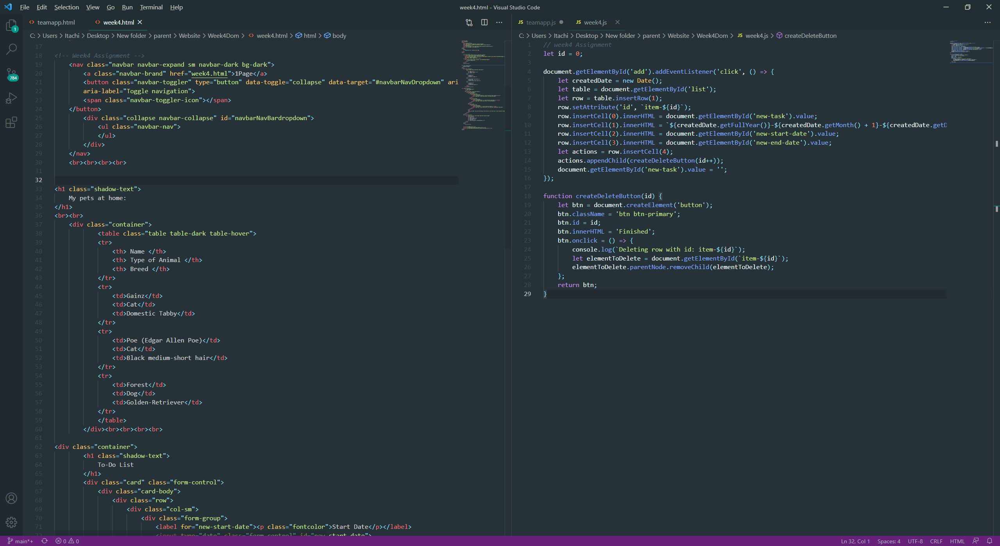 File Edit Selection View Go Run Terminal Help
week4.html - Visual Studio Code
1
784
teamapp.html
week4.html
C: > Users > Itachi > Desktop > New folder > parent > Website > Week4Dom > week4.html > html > body
17
18 <!-- Week4 Assignment -->
19 <nav class="navbar navbar-expand sm navbar-dark bg-dark">
20 <a class="navbar-brand" href="week4.html">1Page</a>
21 <button class="navbar-toggler" type="button" data-toggle="collapse" data-target="#navbarNavDropdown" ari
22 aria-label="Toggle navigation">
23 <span class="navbar-toggler-icon"></span>
24 </button>
25 <div class="collapse navbar-collapse" id="navbarNavBardropdown">
26 <ul class="navbar-nav">
27 </ul>
28 </div>
29 </nav>
30 <br><br><br><br>
31
32
33 <h1 class="shadow-text">
34 My pets at home:
35 </h1>
36 <br><br>
37 <div class="container">
38 <table class="table table-dark table-hover">
39 <tr>
40 <th> Name </th>
41 <th> Type of Animal </th>
42 <th> Breed </th>
43 </tr>
44 <tr>
45 <td>Gainz</td>
46 <td>Cat</td>
47 <td>Domestic Tabby</td>
48 </tr>
49 <tr>
50 <td>Poe (Edgar Allen Poe)</td>
51 <td>Cat</td>
52 <td>Black medium-short hair</td>
53 </tr>
54 <tr>
55 <td>Forest</td>
56 <td>Dog</td>
57 <td>Golden-Retriever</td>
58 </tr>
59 </table>
60 </div><br><br><br><br>
61
62 <div class="container">
63 <h1 class="shadow-text">
64 To-Do List
65 </h1>
66 <div class="card" class="form-control">
67 <div class="card-body">
68 <div class="row">
69 <div class="col-sm">
70 <div class="form-group">
71 <label for="new-start-date"><p class="fontcolor">Start Date</p></label>
72 <input type="date" class="form-control" id="new-start-date">
JS teamapp.js
JS week4.js
C: > Users > Itachi > Desktop > New folder > parent > Website > Week4Dom > JS week4.js > createDeleteButton
1 // week4 Assignment
2 let id = 0;
3
4 document.getElementById('add').addEventListener('click', () => {
5 let createdDate = new Date();
6 let table = document.getElementById('list');
7 let row = table.insertRow(1);
8 row.setAttribute('id', `item-${id}`);
9 row.insertCell(0).innerHTML = document.getElementById('new-task').value;
10 row.insertCell(1).innerHTML = `${createdDate.getFullYear()}-${createdDate.getMonth() + 1}-${createdDate.getD
11 row.insertCell(2).innerHTML = document.getElementById('new-start-date').value;
12 row.insertCell(3).innerHTML = document.getElementById('new-end-date').value;
13 let actions = row.insertCell(4);
14 actions.appendChild(createDeleteButton(id++));
15 document.getElementById('new-task').value = '';
16 });
17
18 function createDeleteButton(id) {
19 let btn = document.createElement('button');
20 btn.className = 'btn btn-primary';
21 btn.id = id;
22 btn.innerHTML = 'Finished';
23 btn.onclick = () => {
24 console.log(`Deleting row with id: item-${id}`);
25 let elementToDelete = document.getElementById(`item-${id}`);
26 elementToDelete.parentNode.removeChild(elementToDelete);
27 };
28 return btn;
29 }
main*+ 0 0
Ln 32, Col 1 Spaces: 4 UTF-8 CRLF HTML